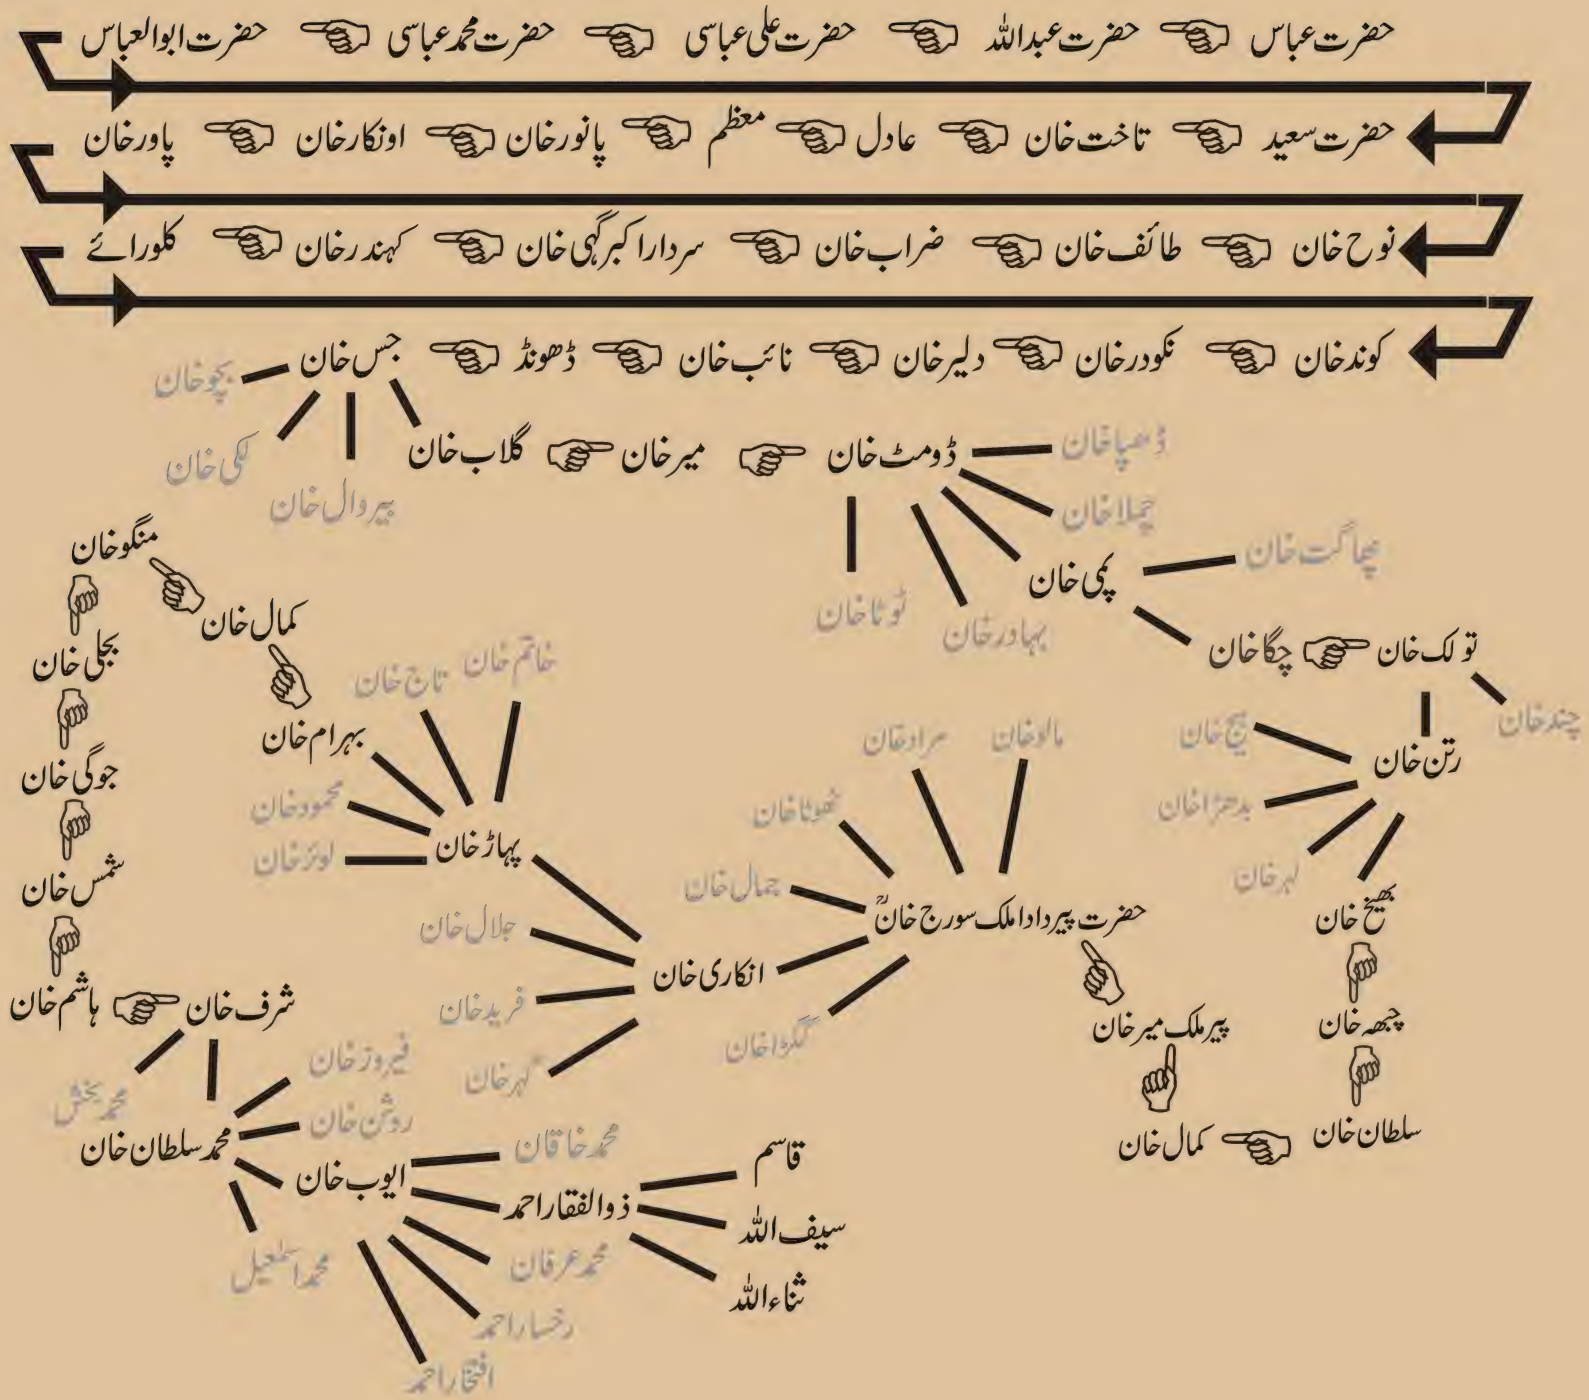 حضرت عباس حضرت عبداللہ حضرت علی عباسی حضرت محمد عباسی حضرت ابوالعباس
حضرت سعید تاخت خان عادل معظم پانور خان اونکار خان پاور خان
نوح خان طائف خان ضراب خان سردار اکبر گہی خان کہندر خان کلورائے
کوند خان نکودر خان دلیر خان نائب خان ڈھونڈ جس خان
بچو خان
لکی خان
بیروال خان
گلاب خان میر خان ڈومٹ خان
ڈھپا خان
چملا خان
پمی خان
چھاگت خان
ٹوٹا خان
بہادر خان
چگا خان تولک خان
چند خان
رتن خان
بدھڑا خان
لہر خان
بھیخ خان
چبھہ خان
سلطان خان کمال خان
پیر ملک میر خان
حضرت پیر دادا ملک سورج خانؒ
مالو خان
مراد خان
ٹھوٹا خان
جمال خان
گکڑا خان
انکاری خان
جلال خان
فرید خان
گہر خان
پہاڑ خان
خاتم خان
تاج خان
بہرام خان
محمود خان
لوئر خان
کمال خان
منگو خان
بجلی خان
جوگی خان
شمس خان
ہاشم خان شرف خان
محمد بخش
محمد سلطان خان
فیروز خان
روشن خان
ایوب خان
محمد اسمٰعیل
محمد خاقان
ذوالفقار احمد
محمد عرفان
رخسار احمد
افتخار احمد
قاسم
سیف اللہ
ثناء اللہ